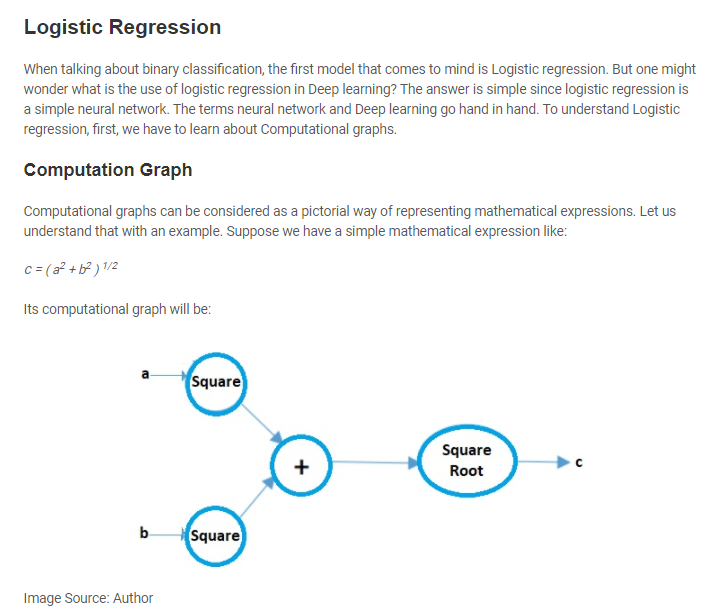 Logistic Regression
When talking about binary classification, the first model that comes to mind is Logistic regression. But one might
wonder what is the use of logistic regression in Deep learning? The answer is simple since logistic regression is
a simple neural network. The terms neural network and Deep learning go hand in hand. To understand Logistic
regression, first, we have to learn about Computational graphs.
Computation Graph
Computational graphs can be considered as a pictorial way of representing mathematical expressions. Let us
understand that with an example. Suppose we have a simple mathematical expression like:
c = ( a² + b² ) ¹/²
Its computational graph will be:
a
Square
+
Square
Root
c
b
Square
Image Source: Author